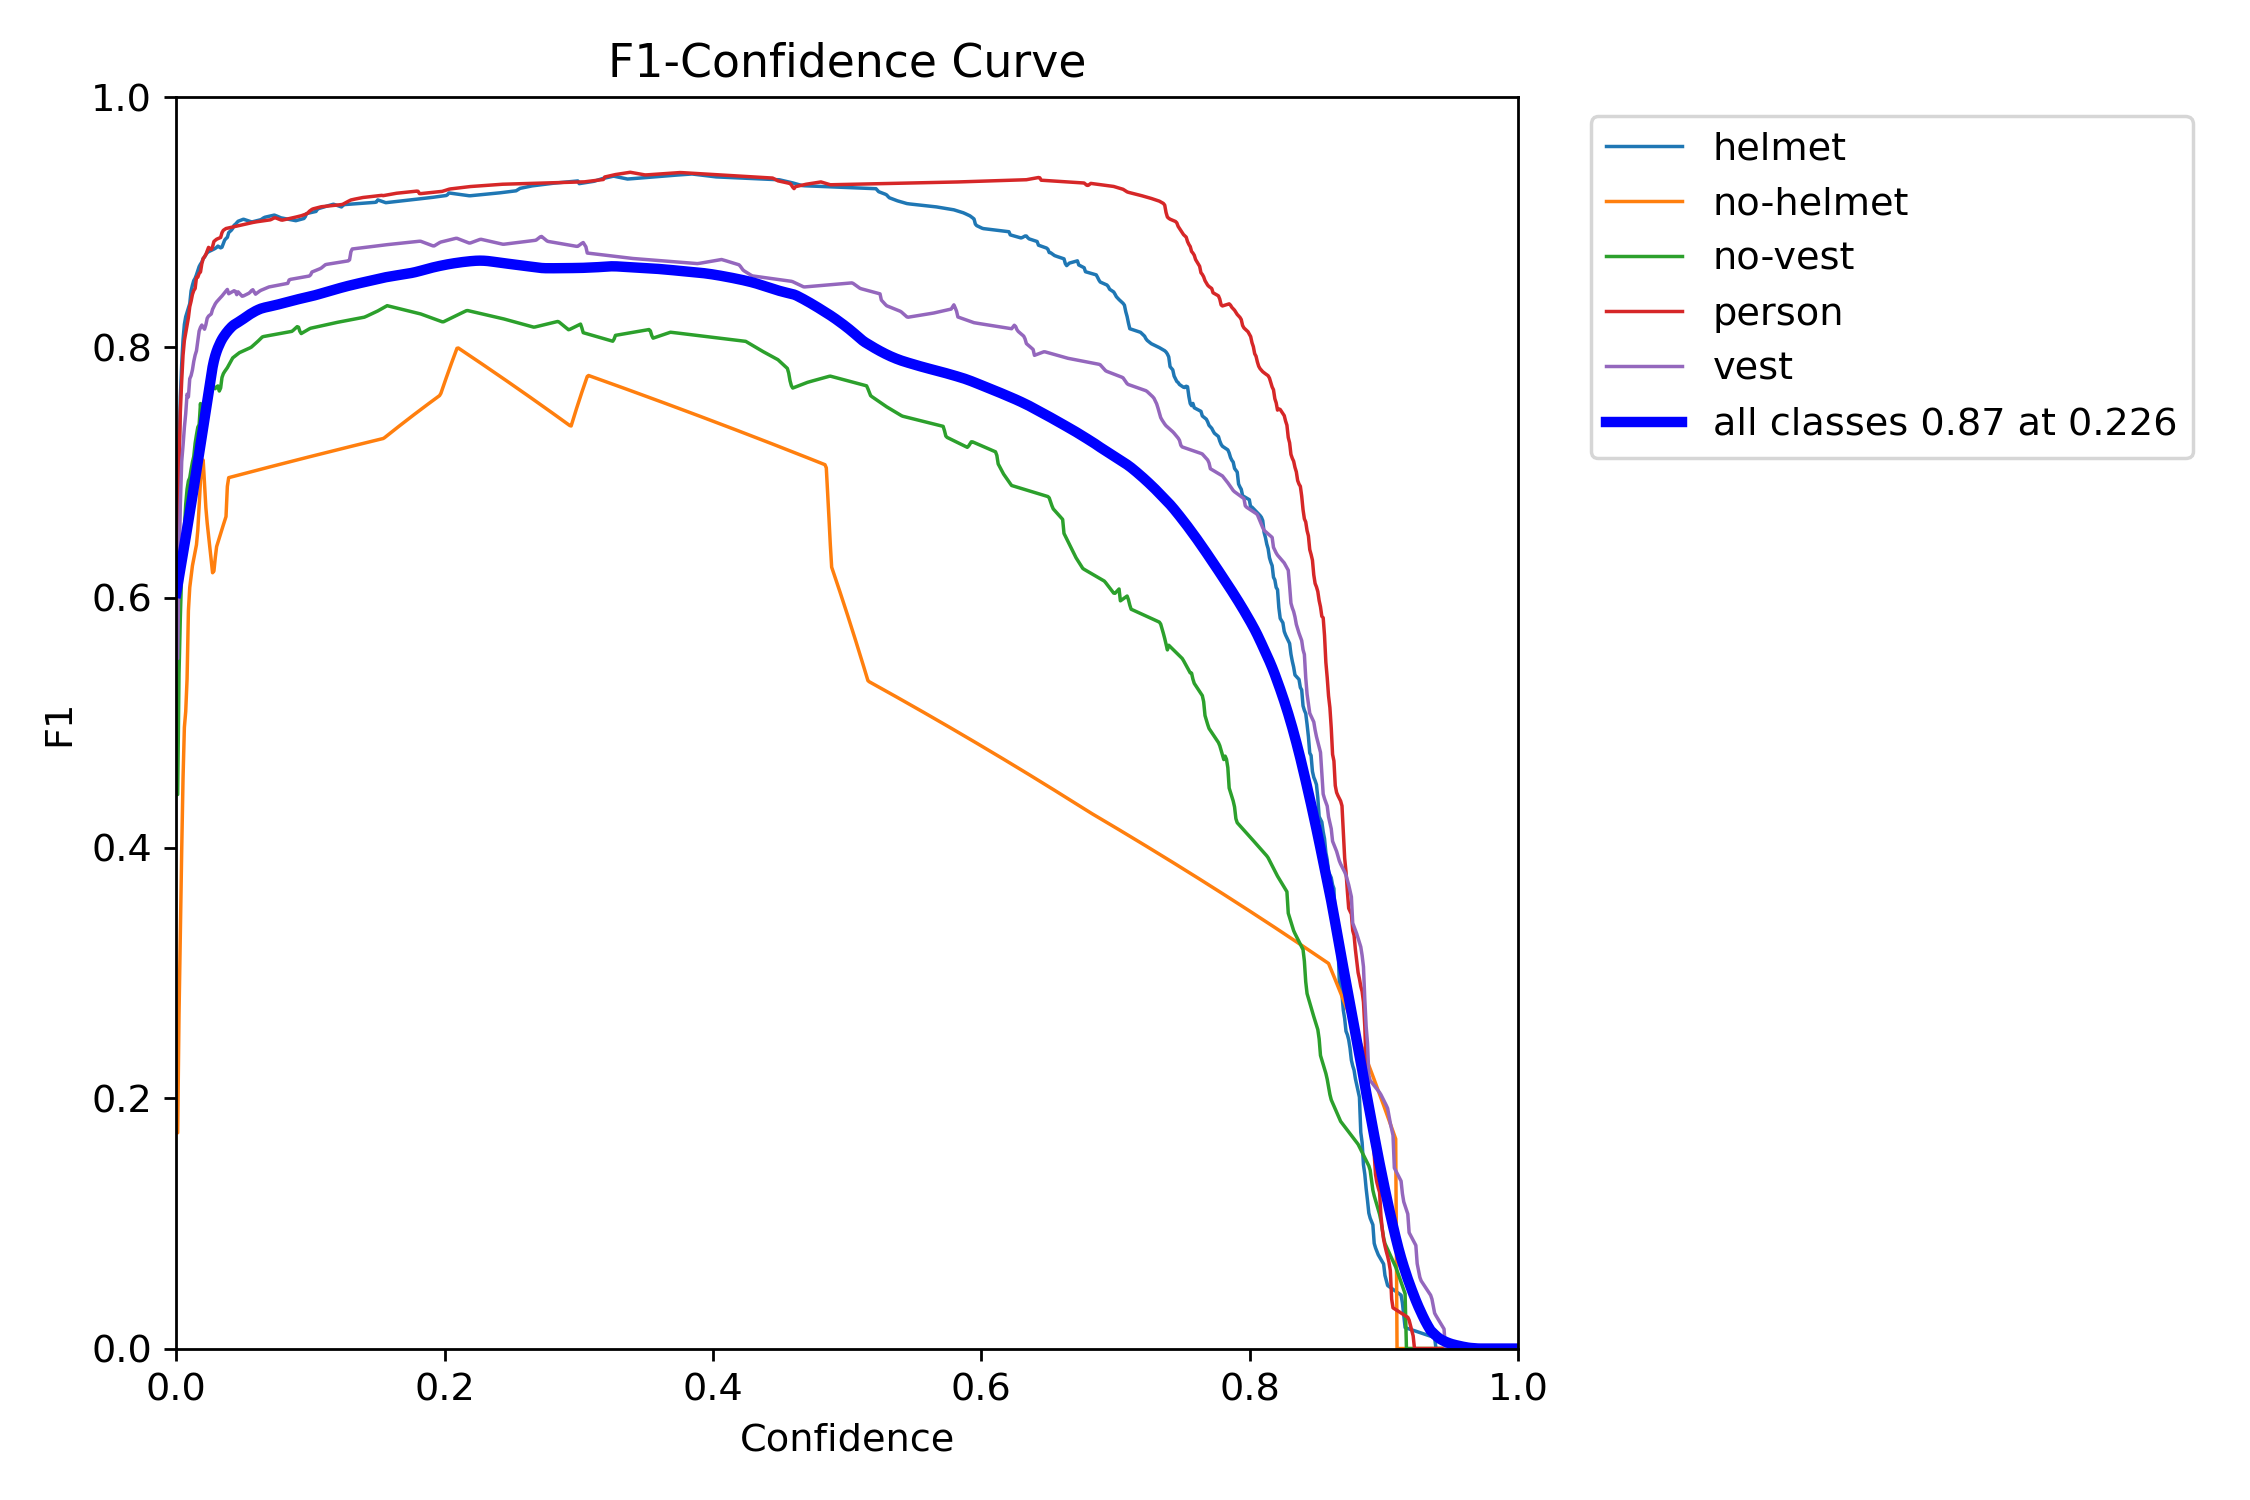 F1-Confidence Curve
1.0
0.8
0.6
0.4
0.2
0.0
F1
0.0 0.2 0.4 0.6 0.8 1.0
Confidence
helmet
no-helmet
no-vest
person
vest
all classes 0.87 at 0.226